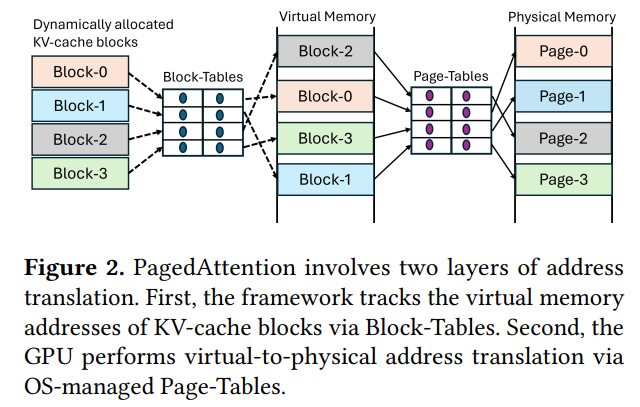 Dynamically allocated
KV-cache blocks
Block-0
Block-1
Block-2
Block-3
Block-Tables
Virtual Memory
Block-2
Block-0
Block-3
Block-1
Page-Tables
Physical Memory
Page-0
Page-1
Page-2
Page-3
Figure 2. PagedAttention involves two layers of address
translation. First, the framework tracks the virtual memory
addresses of KV-cache blocks via Block-Tables. Second, the
GPU performs virtual-to-physical address translation via
OS-managed Page-Tables.